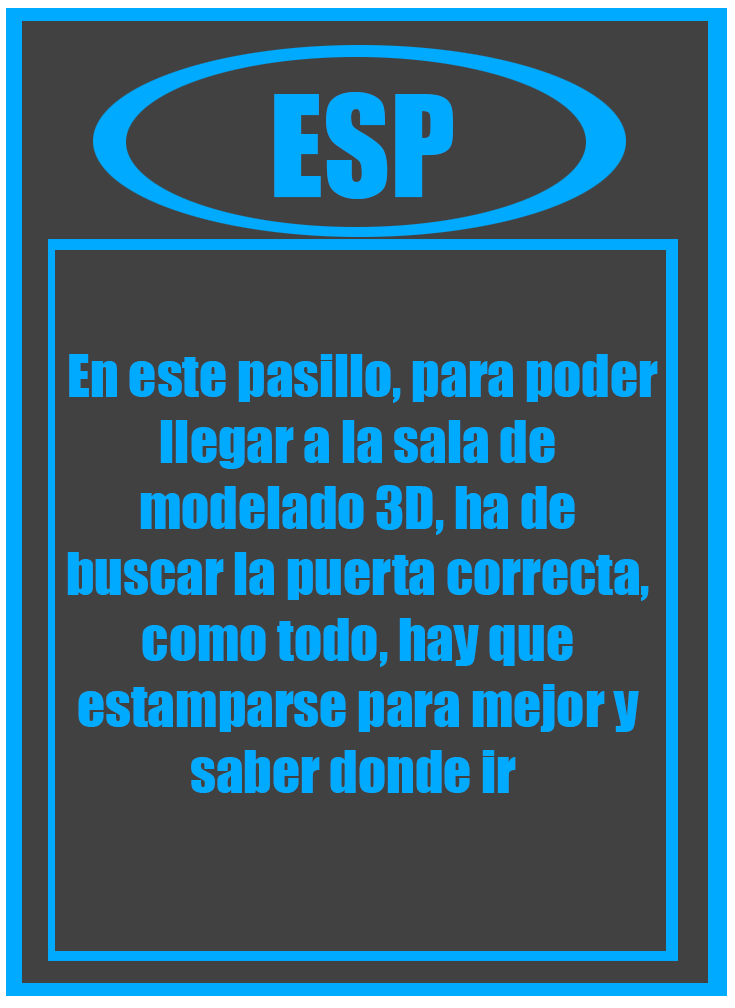 ESP
En este pasillo, para poder
llegar a la sala de
modelado 3D, ha de
buscar la puerta correcta,
como todo, hay que
estamparse para mejor y
saber donde ir